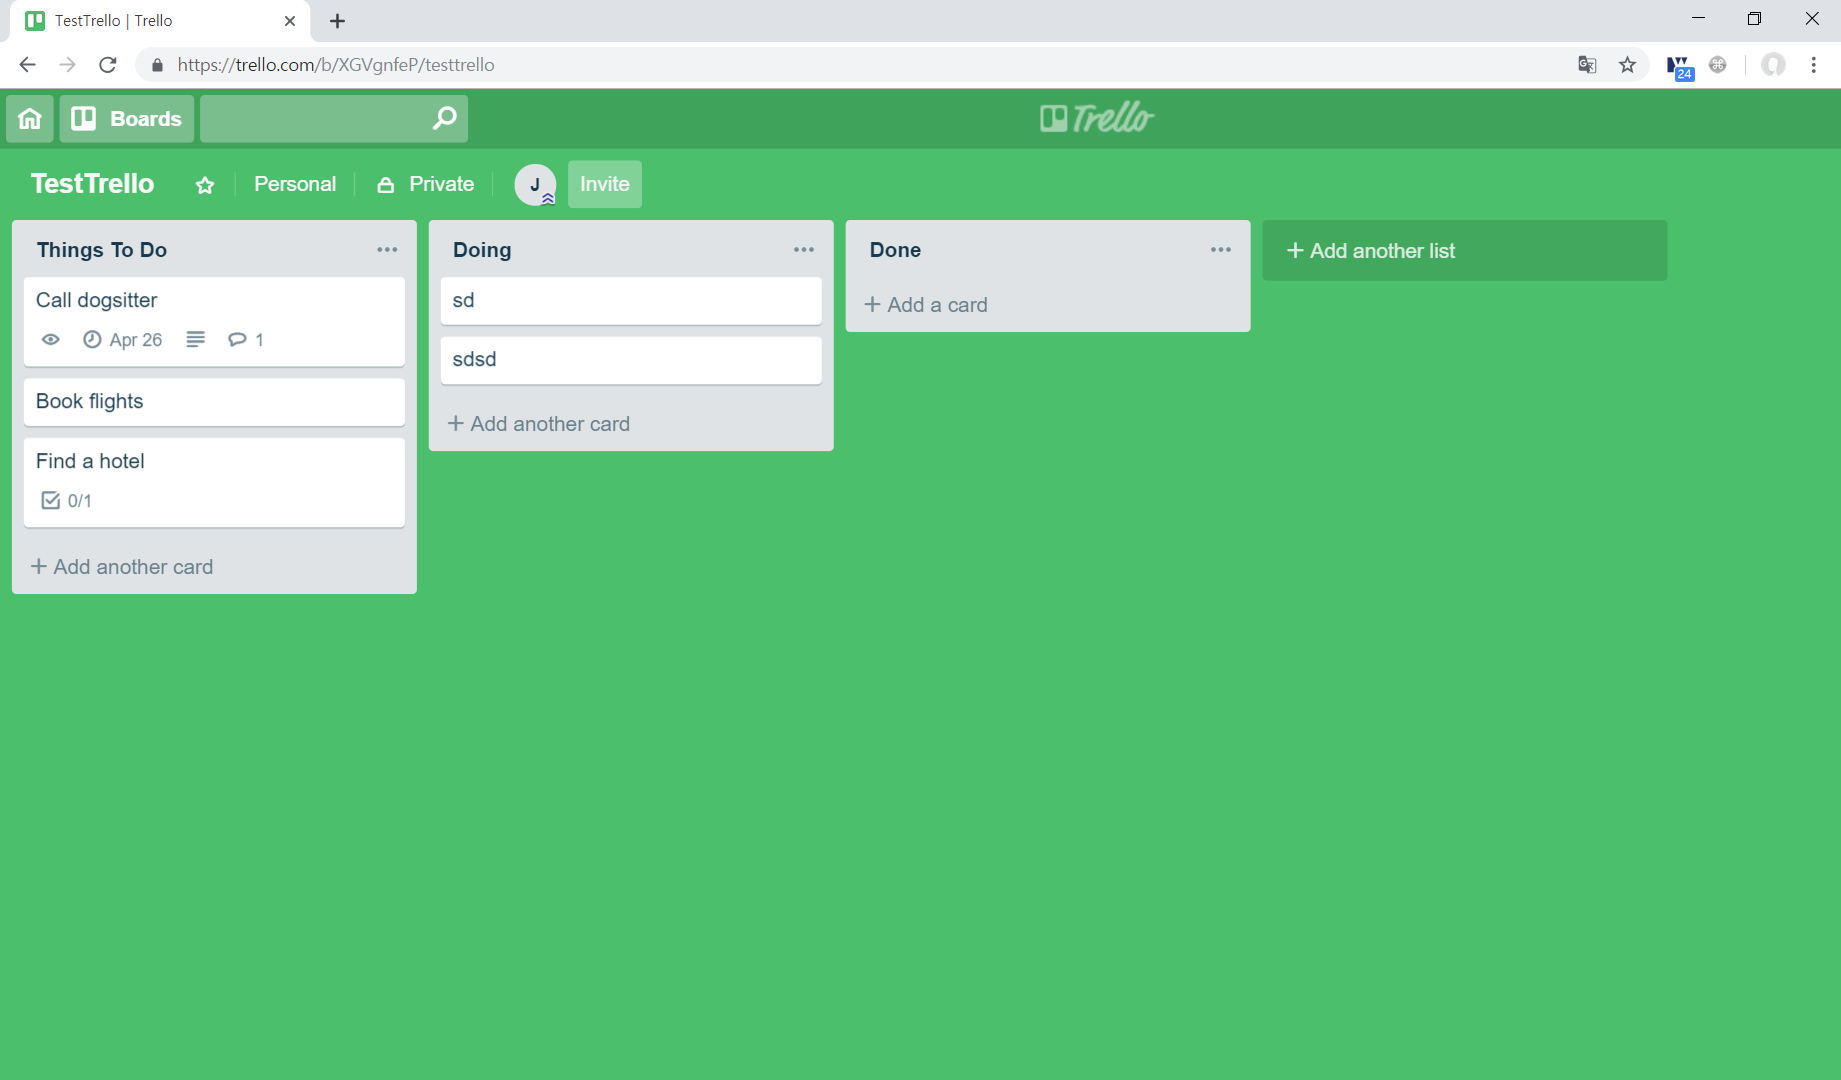 TestTrello | Trello
https://trello.com/b/XGVgnfeP/testtrello
24
Boards
Trello
TestTrello
Personal
Private
J
Invite
Things To Do
Call dogsitter
Apr 26
1
Book flights
Find a hotel
0/1
+ Add another card
Doing
sd
sdsd
+ Add another card
Done
+ Add a card
+ Add another list